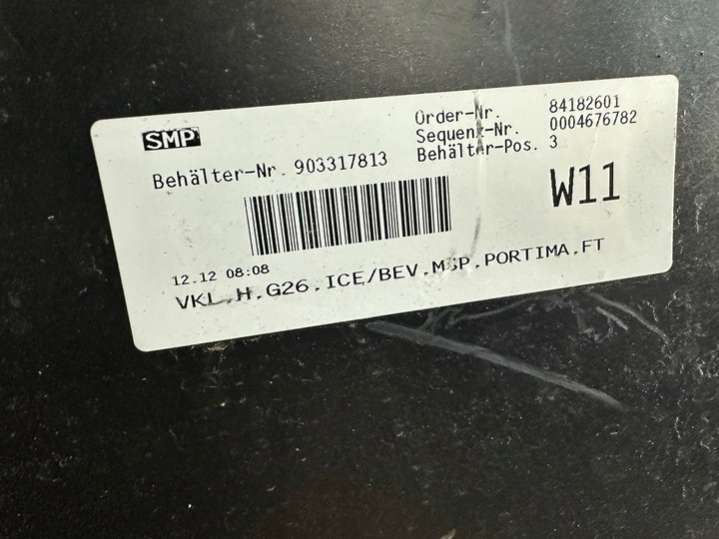 SMP
Behälter-Nr. 903317813
Order-Nr. 84182601
Sequenz-Nr. 0004676782
Behälter-Pos. 3
W11
12.12 08:08
VKL.H.G26.ICE/BEV.MSP.PORTIMA.FT